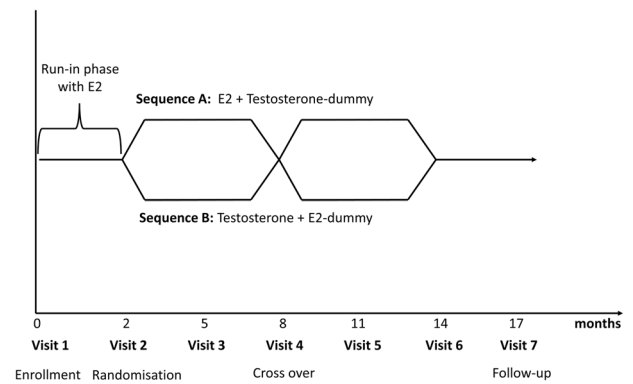 Run-in phase
with E2
Sequence A: E2 + Testosterone-dummy
Sequence B: Testosterone + E2-dummy
0 2 5 8 11 14 17 months
Visit 1 Visit 2 Visit 3 Visit 4 Visit 5 Visit 6 Visit 7
Enrollment Randomisation Cross over Follow-up